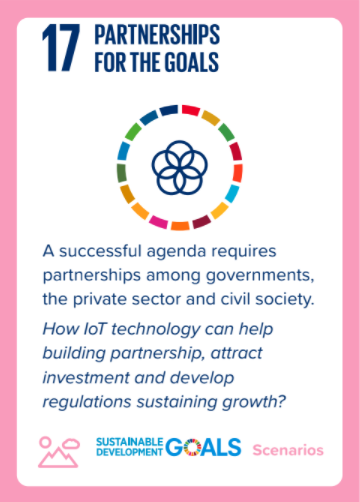 17 PARTNERSHIPS
FOR THE GOALS
A successful agenda requires
partnerships among governments,
the private sector and civil society.
How IoT technology can help
building partnership, attract
investment and develop
regulations sustaining growth?
SUSTAINABLE
DEVELOPMENT GOALS
Scenarios